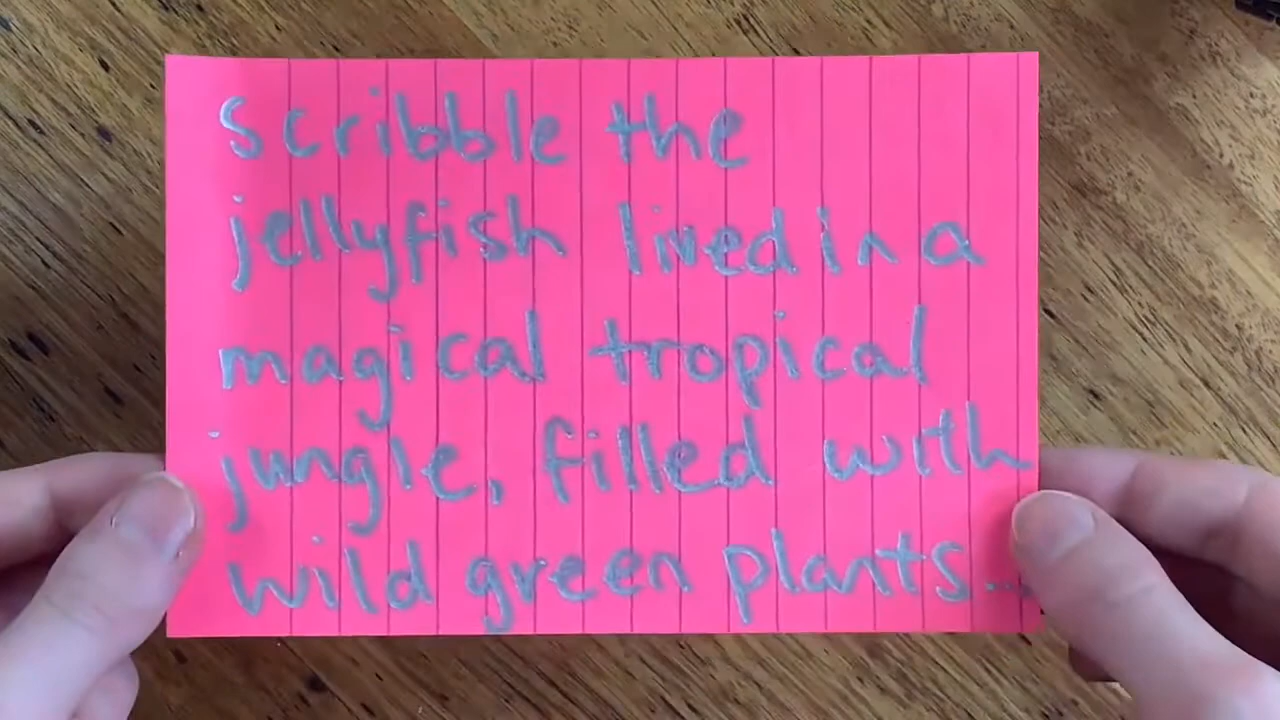 Scribble the
jellyfish lived in a
magical tropical
jungle, filled with
wild green plants...